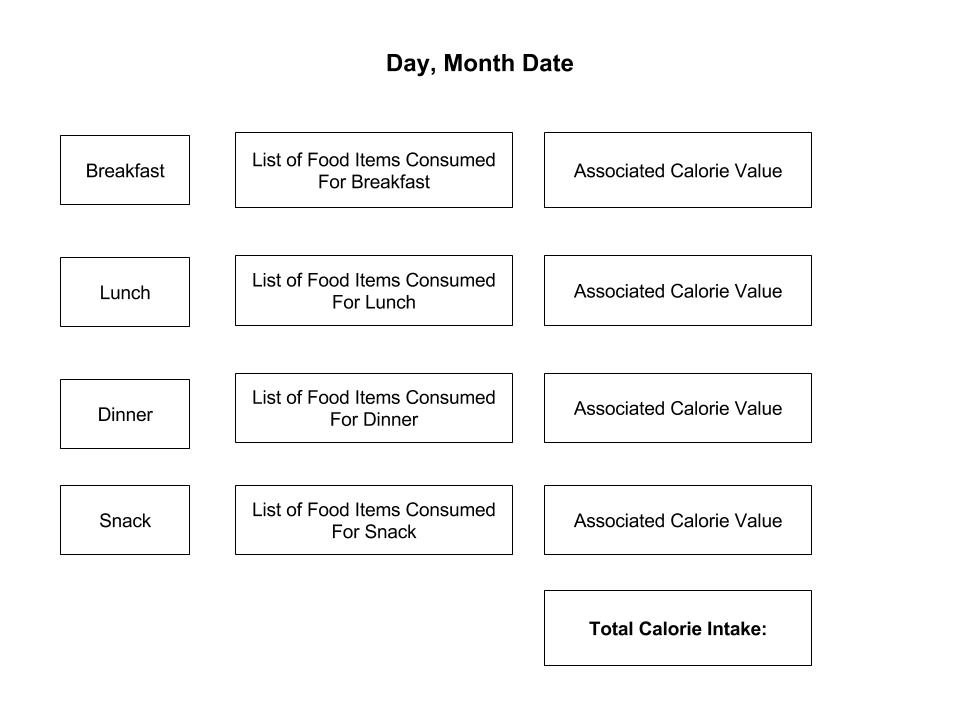 Day, Month Date
Breakfast
List of Food Items Consumed
For Breakfast
Associated Calorie Value
Lunch
List of Food Items Consumed
For Lunch
Associated Calorie Value
Dinner
List of Food Items Consumed
For Dinner
Associated Calorie Value
Snack
List of Food Items Consumed
For Snack
Associated Calorie Value
Total Calorie Intake: